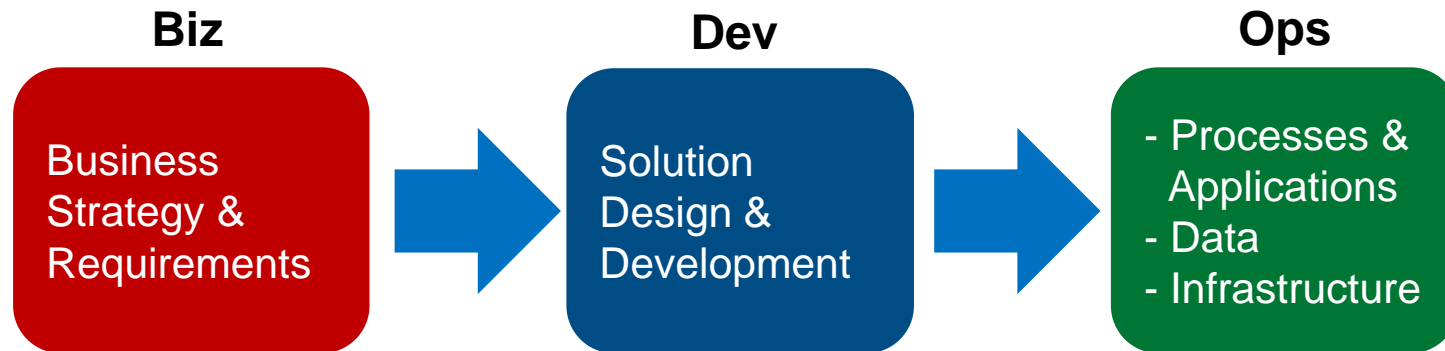 Biz
Business
Strategy &
Requirements
Dev
Solution
Design &
Development
Ops
- Processes &
Applications
- Data
- Infrastructure